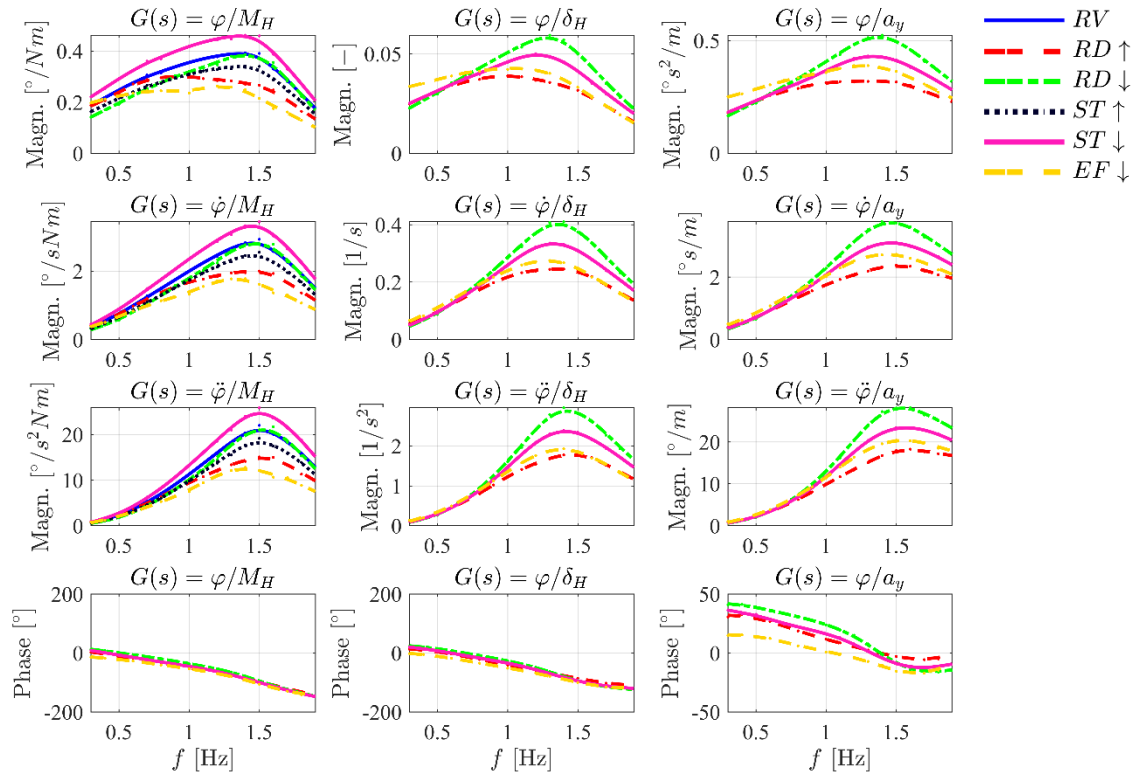 G(s) = φ/M_H G(s) = φ/δ_H G(s) = φ/a_y
Magn. [°/Nm] 0.4 0.2 0 0.5 1 1.5
Magn. [−] 0.05 0 0.5 1 1.5
Magn. [°s²/m] 0.5 0 0.5 1 1.5
RV
RD ↑
RD ↓
ST ↑
ST ↓
EF ↓
G(s) = φ̇/M_H G(s) = φ̇/δ_H G(s) = φ̇/a_y
Magn. [°/sNm] 2 0 0.5 1 1.5
Magn. [1/s] 0.4 0.2 0 0.5 1 1.5
Magn. [°s/m] 2 0 0.5 1 1.5
G(s) = φ̈/M_H G(s) = φ̈/δ_H G(s) = φ̈/a_y
Magn. [°/s²Nm] 20 10 0 0.5 1 1.5
Magn. [1/s²] 2 1 0 0.5 1 1.5
Magn. [°/m] 20 10 0 0.5 1 1.5
G(s) = φ/M_H G(s) = φ/δ_H G(s) = φ/a_y
Phase [°] 200 0 -200 0.5 1 1.5
Phase [°] 200 0 -200 0.5 1 1.5
Phase [°] 50 0 -50 0.5 1 1.5
f [Hz] f [Hz] f [Hz]